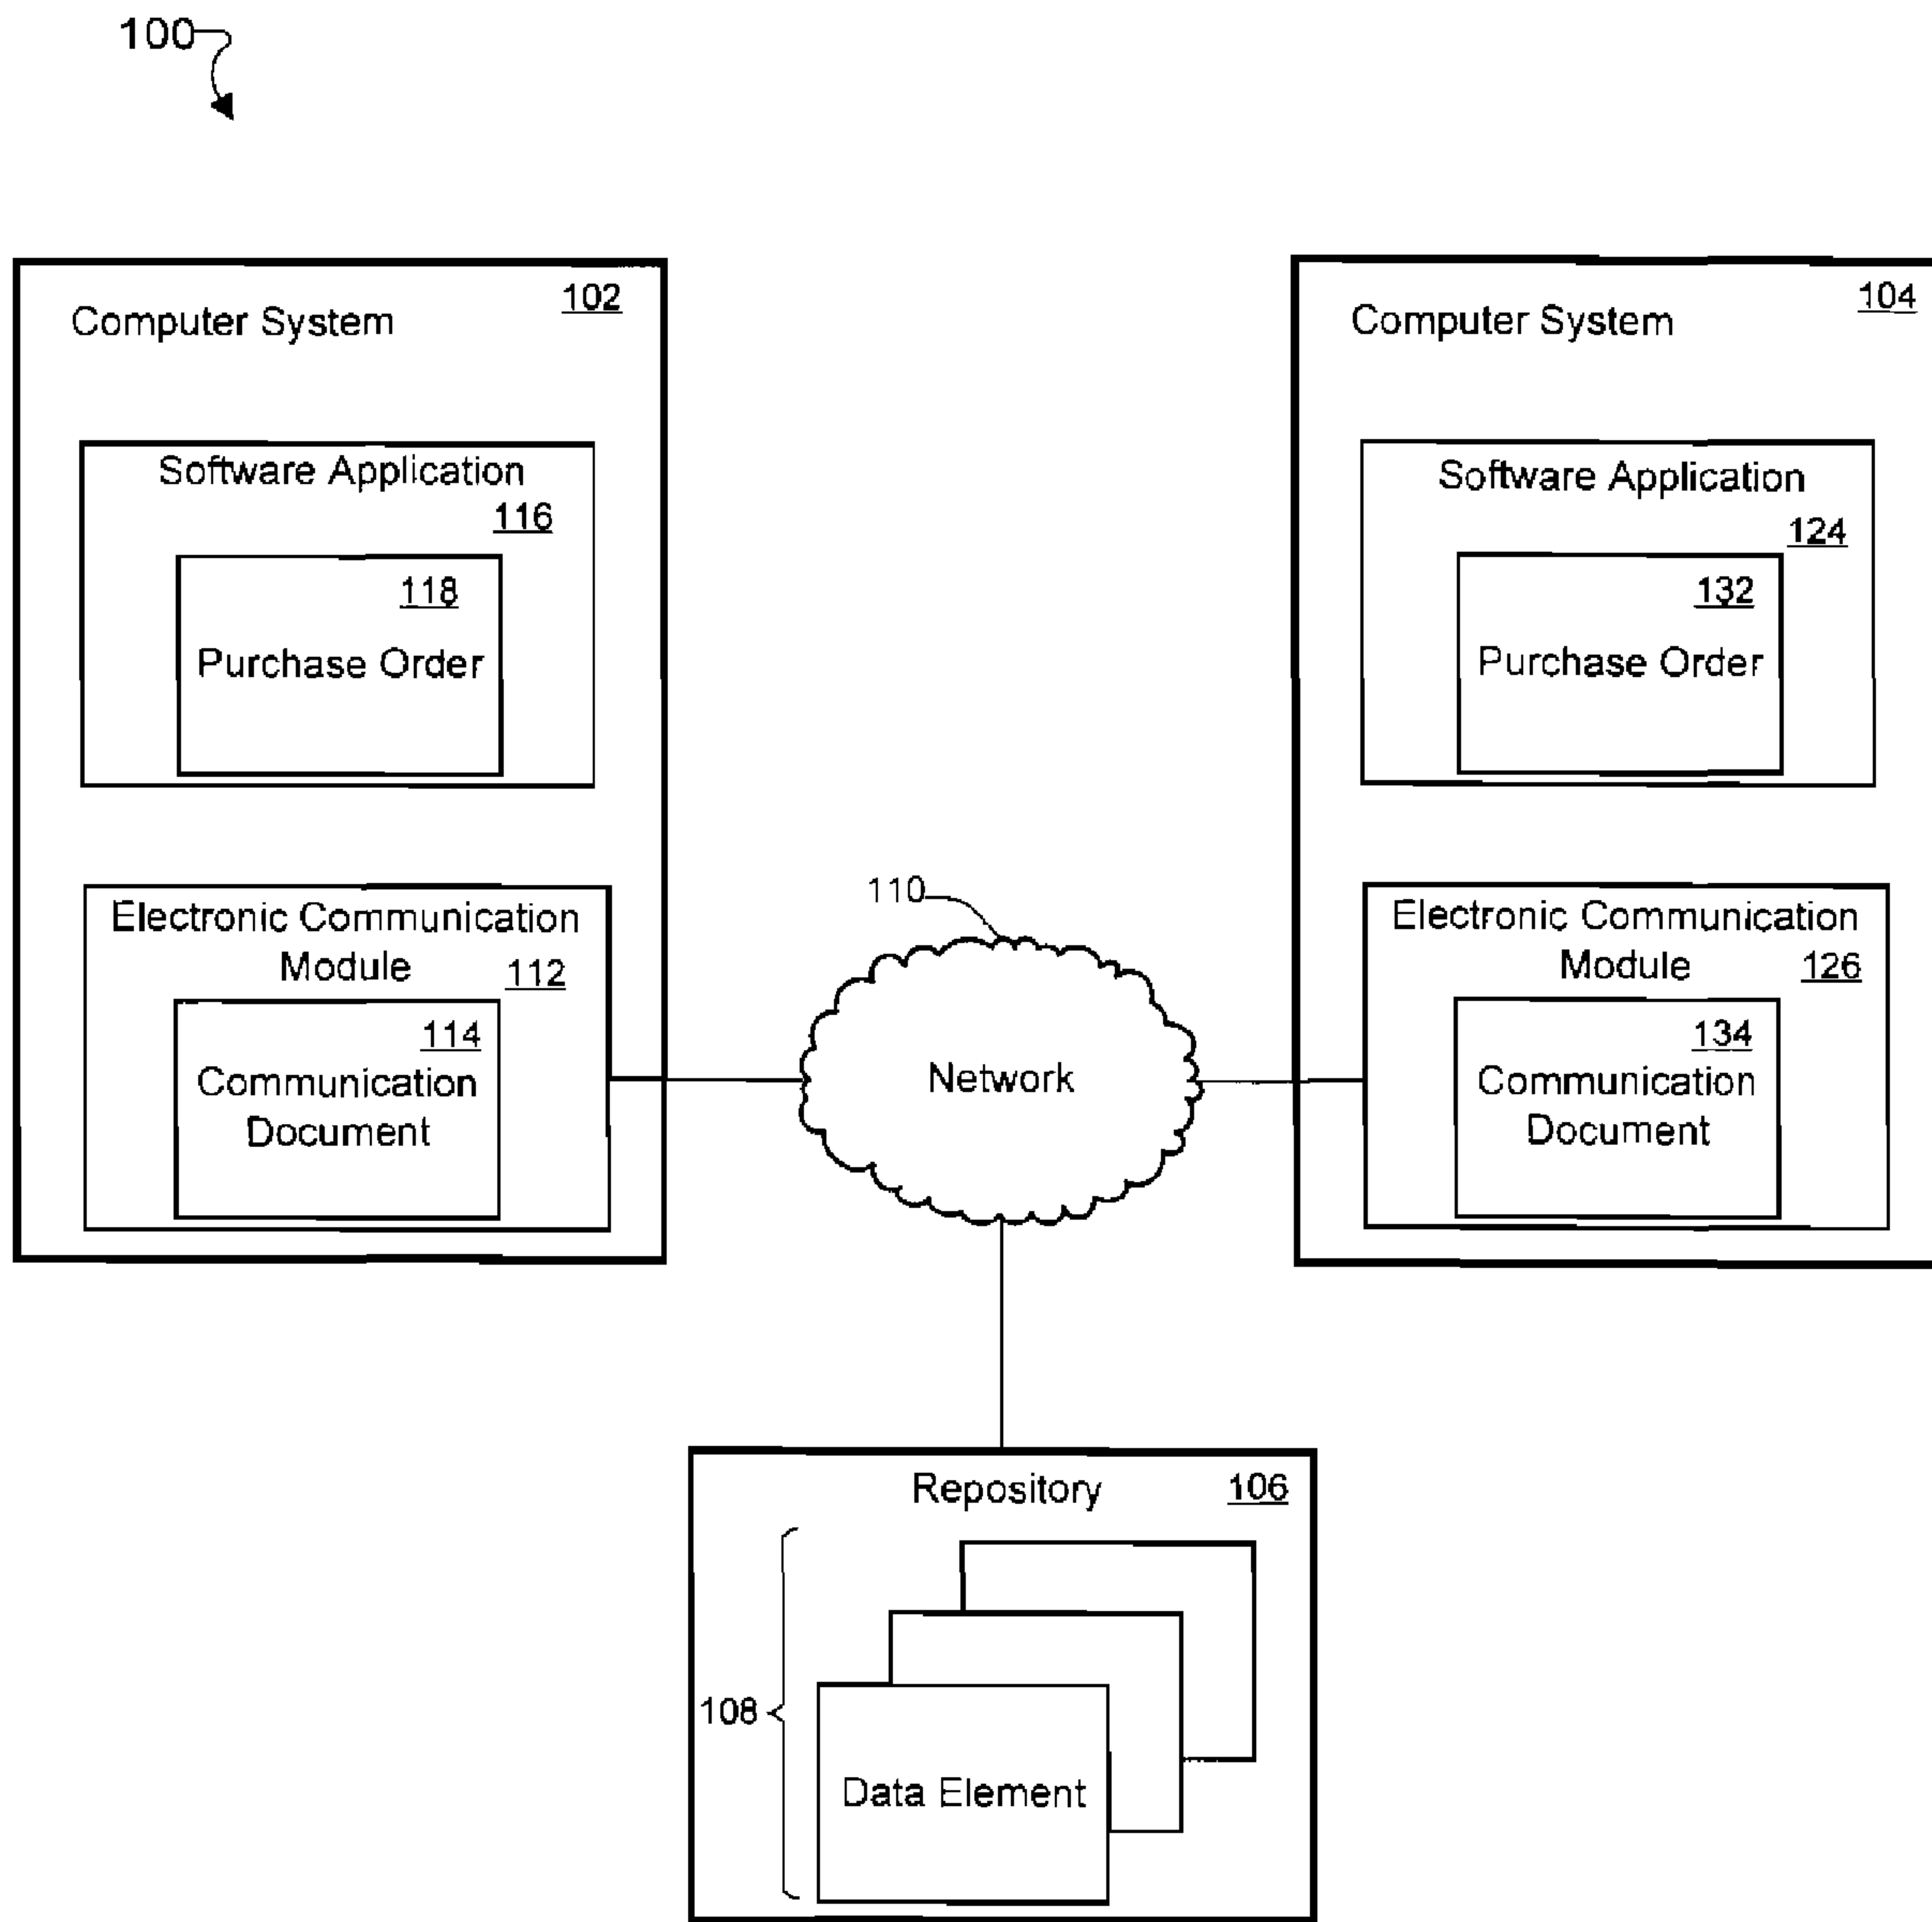 100
102
Computer System
Software Application
116
118
Purchase Order
Electronic Communication
Module
112
114
Communication
Document
104
Computer System
Software Application
124
132
Purchase Order
Electronic Communication
Module
126
134
Communication
Document
110
Network
Repository
106
108
Data Element